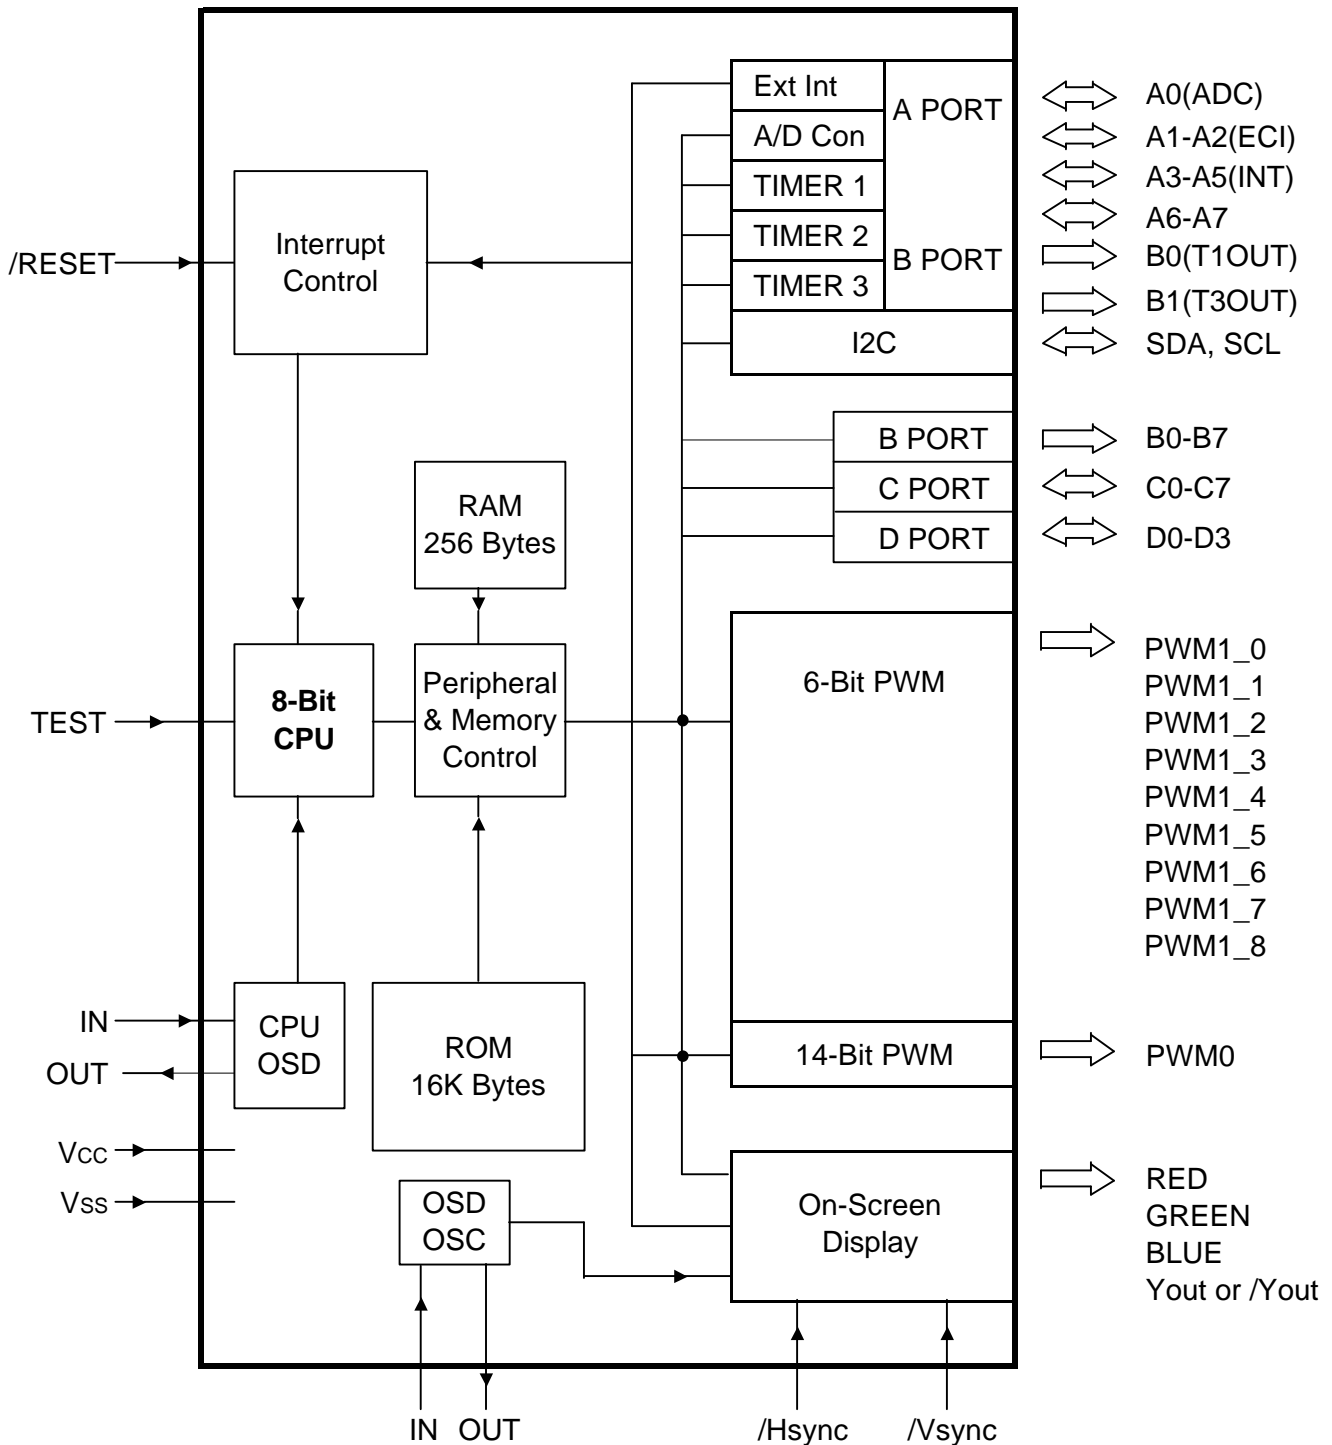 Ext Int
A PORT
A0(ADC)
A/D Con
A1-A2(ECI)
TIMER 1
A3-A5(INT)
A6-A7
TIMER 2
B PORT
B0(T1OUT)
TIMER 3
B1(T3OUT)
I2C
SDA, SCL
/RESET
Interrupt
Control
B PORT
B0-B7
C PORT
C0-C7
D PORT
D0-D3
RAM
256 Bytes
TEST
8-Bit
CPU
Peripheral
& Memory
Control
6-Bit PWM
PWM1_0
PWM1_1
PWM1_2
PWM1_3
PWM1_4
PWM1_5
PWM1_6
PWM1_7
PWM1_8
IN
OUT
CPU
OSD
ROM
16K Bytes
14-Bit PWM
PWM0
Vcc
Vss
OSD
OSC
On-Screen
Display
RED
GREEN
BLUE
Yout or /Yout
IN
OUT
/Hsync
/Vsync